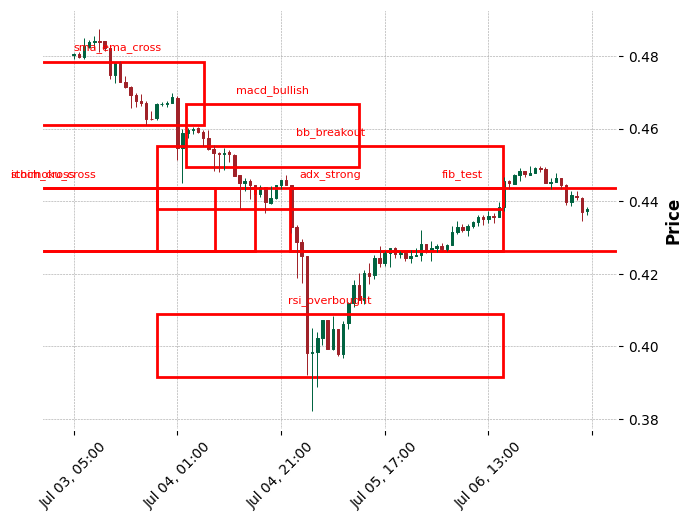 sma_ema_cross
macd_bullish
bb_breakout
ichimoku_cross
adx_strong
fib_test
rsi_overbought
0.48
0.46
0.44
0.42
0.40
0.38
Price
Jul 03, 05:00
Jul 04, 01:00
Jul 04, 21:00
Jul 05, 17:00
Jul 06, 13:00